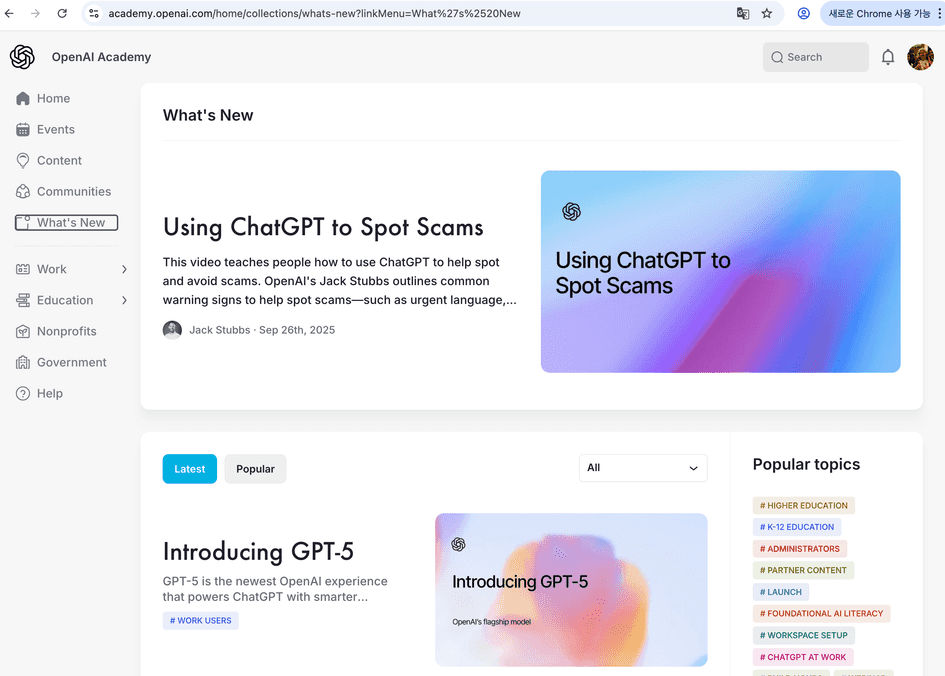 academy.openai.com/home/collections/whats-new?linkMenu=What%27s%2520New
새로운 Chrome 사용 가능
OpenAI Academy
Search
Home
Events
Content
Communities
What's New
Work
Education
Nonprofits
Government
Help
What's New
Using ChatGPT to Spot Scams
This video teaches people how to use ChatGPT to help spot
and avoid scams. OpenAI's Jack Stubbs outlines common
warning signs to help spot scams—such as urgent language,...
Jack Stubbs · Sep 26th, 2025
Using ChatGPT to
Spot Scams
Latest
Popular
All
Introducing GPT-5
GPT-5 is the newest OpenAI experience
that powers ChatGPT with smarter...
# WORK USERS
Introducing GPT-5
OpenAI's flagship model
Popular topics
# HIGHER EDUCATION
# K-12 EDUCATION
# ADMINISTRATORS
# PARTNER CONTENT
# LAUNCH
# FOUNDATIONAL AI LITERACY
# WORKSPACE SETUP
# CHATGPT AT WORK